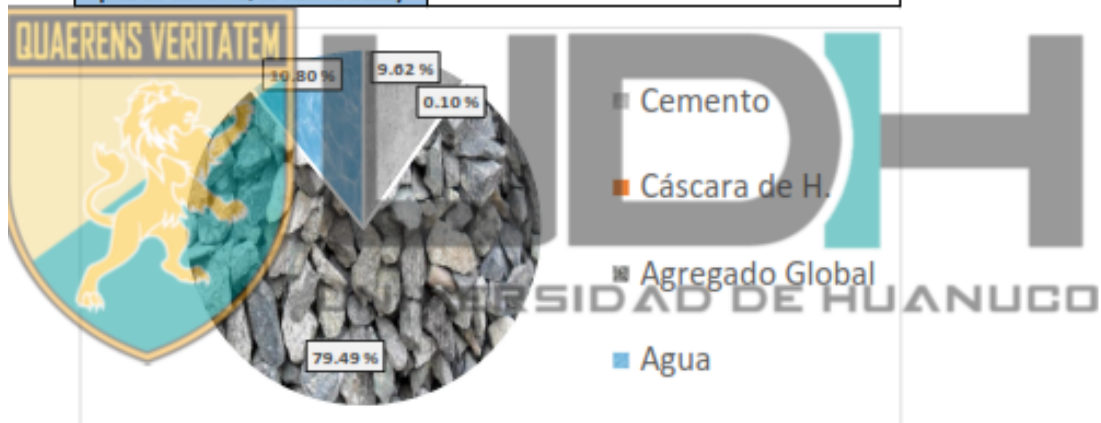 QUAERENS VERITATEM
UDH
UNIVERSIDAD DE HUANUCO
10.80 %
9.62 %
0.10 %
79.49 %
Cemento
Cáscara de H.
Agregado Global
Agua